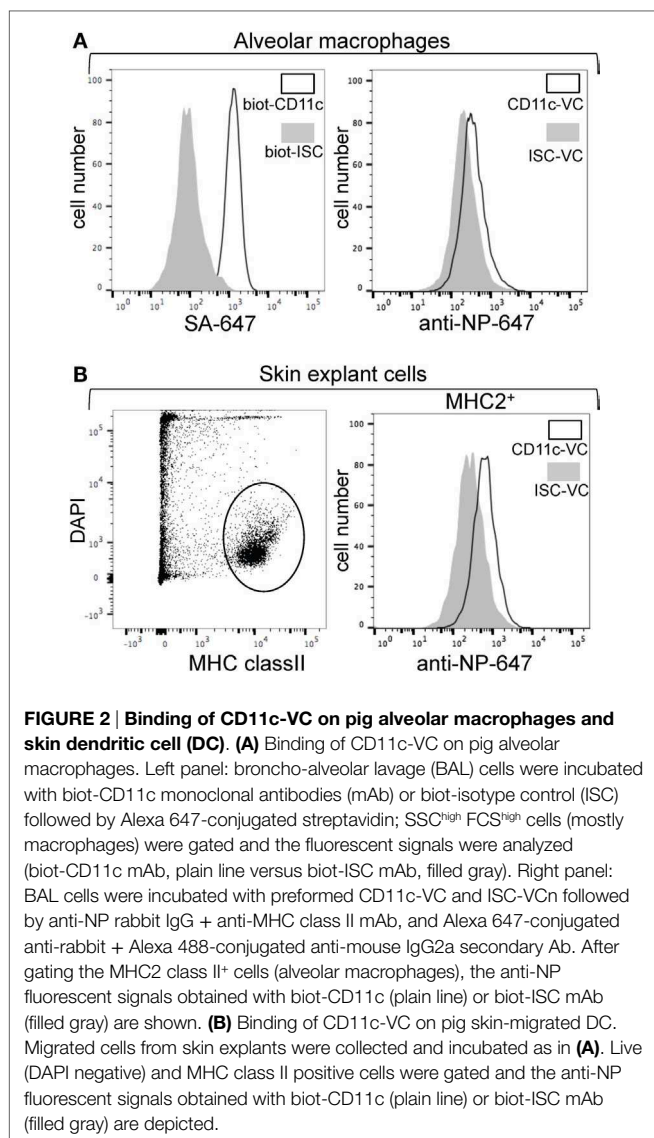 A
Alveolar macrophages
biot-CD11c
biot-ISC
cell number
100
80
60
40
20
0
10⁰ 10¹ 10² 10³ 10⁴ 10⁵
SA-647
CD11c-VC
ISC-VC
cell number
100
80
60
40
20
0
10⁰ 10¹ 10² 10³ 10⁴ 10⁵
anti-NP-647
B
Skin explant cells
DAPI
10⁵
10⁴
10³
0
-10³
-10³ 0 10³ 10⁴ 10⁵
MHC classII
MHC2⁺
CD11c-VC
ISC-VC
cell number
100
80
60
40
20
0
10⁰ 10¹ 10² 10³ 10⁴ 10⁵
anti-NP-647
FIGURE 2 | Binding of CD11c-VC on pig alveolar macrophages and
skin dendritic cell (DC). (A) Binding of CD11c-VC on pig alveolar
macrophages. Left panel: broncho-alveolar lavage (BAL) cells were incubated
with biot-CD11c monoclonal antibodies (mAb) or biot-isotype control (ISC)
followed by Alexa 647-conjugated streptavidin; SSCʰⁱᵍʰ FCSʰⁱᵍʰ cells (mostly
macrophages) were gated and the fluorescent signals were analyzed
(biot-CD11c mAb, plain line versus biot-ISC mAb, filled gray). Right panel:
BAL cells were incubated with preformed CD11c-VC and ISC-VCn followed
by anti-NP rabbit IgG + anti-MHC class II mAb, and Alexa 647-conjugated
anti-rabbit + Alexa 488-conjugated anti-mouse IgG2a secondary Ab. After
gating the MHC2 class II⁺ cells (alveolar macrophages), the anti-NP
fluorescent signals obtained with biot-CD11c (plain line) or biot-ISC mAb
(filled gray) are shown. (B) Binding of CD11c-VC on pig skin-migrated DC.
Migrated cells from skin explants were collected and incubated as in (A). Live
(DAPI negative) and MHC class II positive cells were gated and the anti-NP
fluorescent signals obtained with biot-CD11c (plain line) or biot-ISC mAb
(filled gray) are depicted.